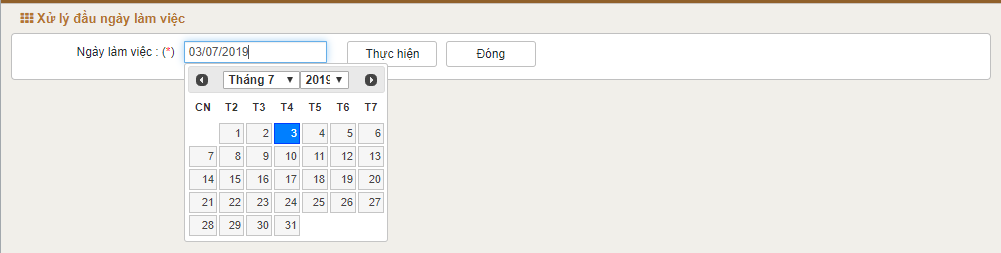 Xử lý đầu ngày làm việc
Ngày làm việc : (*) 03/07/2019 Thực hiện Đóng
Tháng 7 2019
CN T2 T3 T4 T5 T6 T7
1 2 3 4 5 6
7 8 9 10 11 12 13
14 15 16 17 18 19 20
21 22 23 24 25 26 27
28 29 30 31